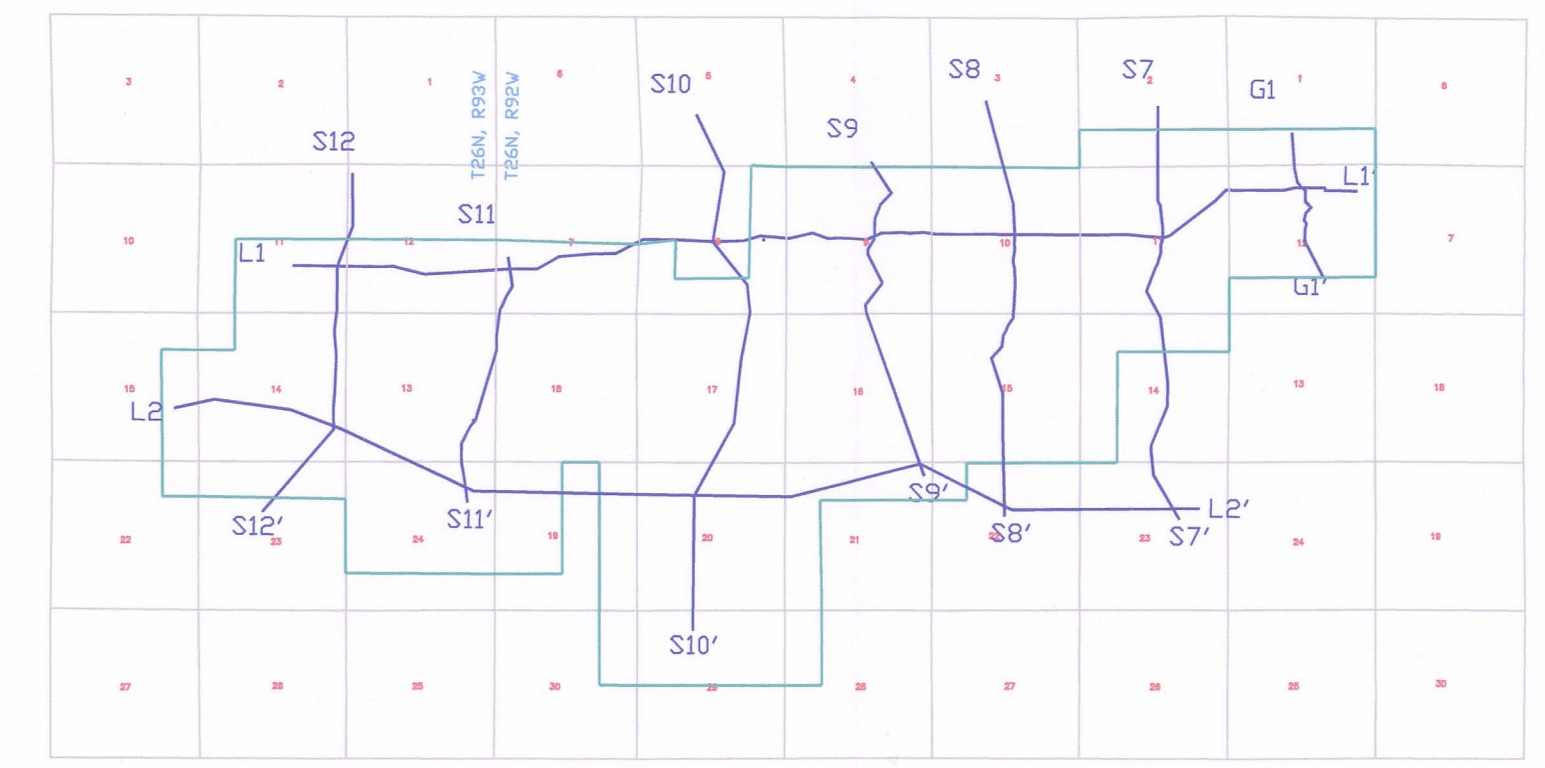 3 2 1 6 5 4 3 2 1 6
S12 S10 S9 S8 S7 G1
T26N, R93W
T26N, R92W
S11
L1'
10 11 12 7 8 9 10 11 12 7
L1
G1'
15 14 13 18 17 16 15 14 13 18
L2
S12' S11' S9' S8' S7' L2'
22 23 24 19 20 21 22 23 24 19
S10'
27 26 25 30 29 28 27 26 25 30